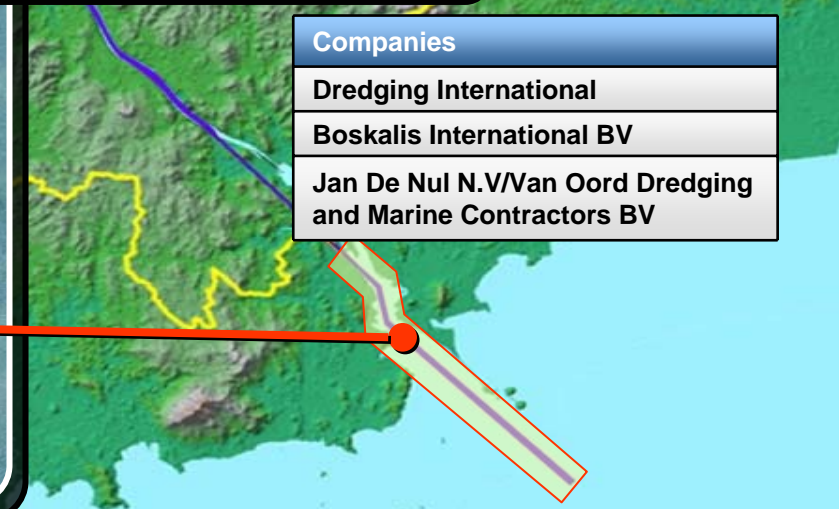 Companies
Dredging International
Boskalis International BV
Jan De Nul N.V/Van Oord Dredging
and Marine Contractors BV